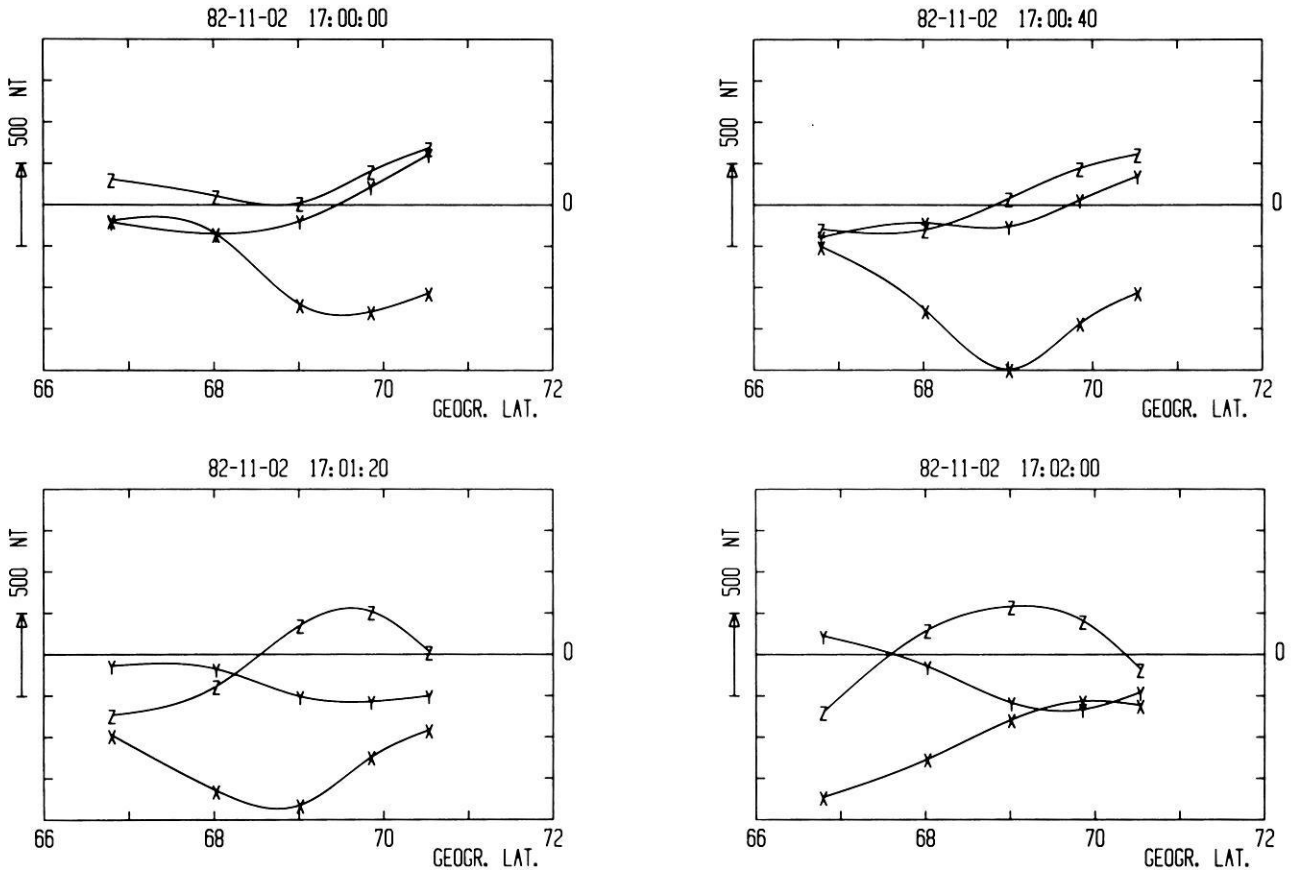 82-11-02 17:00:00
500 NT
0
66 68 70 72
GEOGR. LAT.
Z Z Z Z Z
Y Y Y Y Y
X X X X X
82-11-02 17:00:40
500 NT
0
66 68 70 72
GEOGR. LAT.
Z Z Z Z Z
Y Y Y Y Y
X X X X X
82-11-02 17:01:20
500 NT
0
66 68 70 72
GEOGR. LAT.
Z Z Z Z Z
Y Y Y Y Y
X X X X X
82-11-02 17:02:00
500 NT
0
66 68 70 72
GEOGR. LAT.
Z Z Z Z Z
Y Y Y Y Y
X X X X X